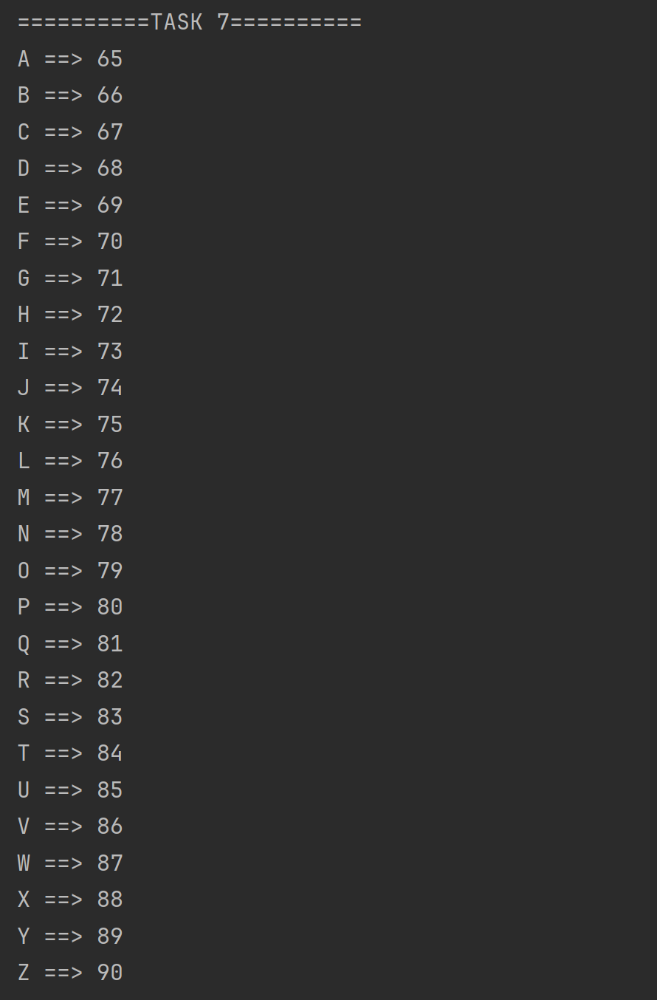 ==========TASK 7==========
A ==> 65
B ==> 66
C ==> 67
D ==> 68
E ==> 69
F ==> 70
G ==> 71
H ==> 72
I ==> 73
J ==> 74
K ==> 75
L ==> 76
M ==> 77
N ==> 78
O ==> 79
P ==> 80
Q ==> 81
R ==> 82
S ==> 83
T ==> 84
U ==> 85
V ==> 86
W ==> 87
X ==> 88
Y ==> 89
Z ==> 90